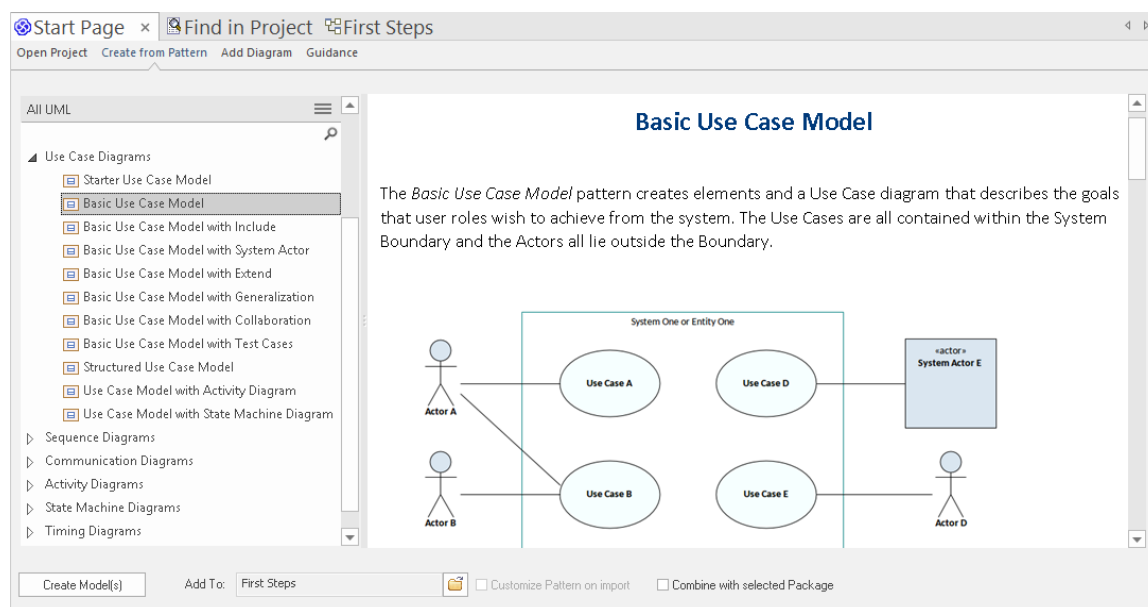 Start Page × Find in Project First Steps
Open Project Create from Pattern Add Diagram Guidance
All UML
Use Case Diagrams
Starter Use Case Model
Basic Use Case Model
Basic Use Case Model with Include
Basic Use Case Model with System Actor
Basic Use Case Model with Extend
Basic Use Case Model with Generalization
Basic Use Case Model with Collaboration
Basic Use Case Model with Test Cases
Structured Use Case Model
Use Case Model with Activity Diagram
Use Case Model with State Machine Diagram
Sequence Diagrams
Communication Diagrams
Activity Diagrams
State Machine Diagrams
Timing Diagrams
Basic Use Case Model
The Basic Use Case Model pattern creates elements and a Use Case diagram that describes the goals
that user roles wish to achieve from the system. The Use Cases are all contained within the System
Boundary and the Actors all lie outside the Boundary.
System One or Entity One
Actor A
Use Case A
Use Case D
«actor»
System Actor E
Actor B
Use Case B
Use Case E
Actor D
Create Model(s) Add To: First Steps Customize Pattern on import Combine with selected Package